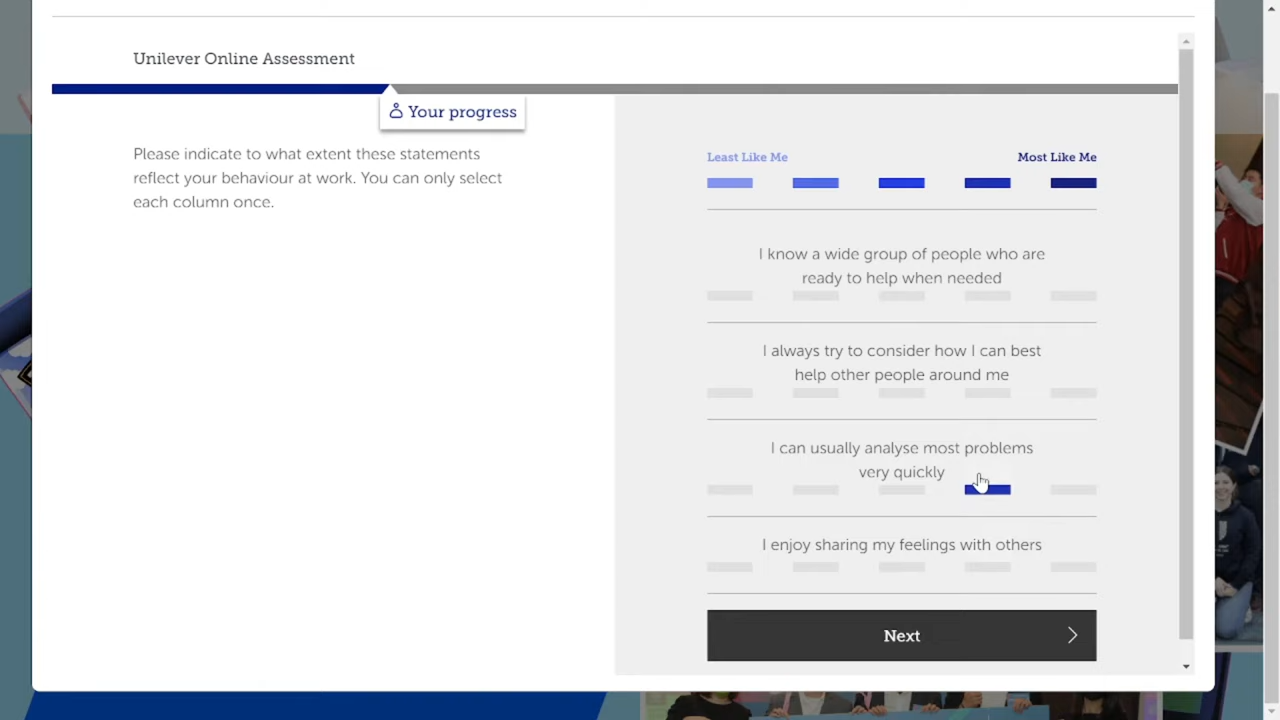 Unilever Online Assessment
Your progress
Please indicate to what extent these statements
reflect your behaviour at work. You can only select
each column once.
Least Like Me
Most Like Me
I know a wide group of people who are
ready to help when needed
I always try to consider how I can best
help other people around me
I can usually analyse most problems
very quickly
I enjoy sharing my feelings with others
Next